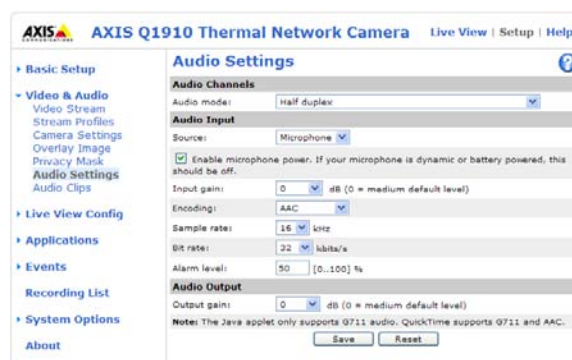 AXIS
COMMUNICATIONS
AXIS Q1910 Thermal Network Camera
Live View | Setup | Help
Basic Setup
Video & Audio
Video Stream
Stream Profiles
Camera Settings
Overlay Image
Privacy Mask
Audio Settings
Audio Clips
Live View Config
Applications
Events
Recording List
System Options
About
Audio Settings
?
Audio Channels
Audio mode: Half duplex
Audio Input
Source: Microphone
Enable microphone power. If your microphone is dynamic or battery powered, this
should be off.
Input gain: 0 dB (0 = medium default level)
Encoding: AAC
Sample rate: 16 kHz
Bit rate: 32 kbits/s
Alarm level: 50 [0..100] %
Audio Output
Output gain: 0 dB (0 = medium default level)
Note: The Java applet only supports G711 audio. QuickTime supports G711 and AAC.
Save Reset